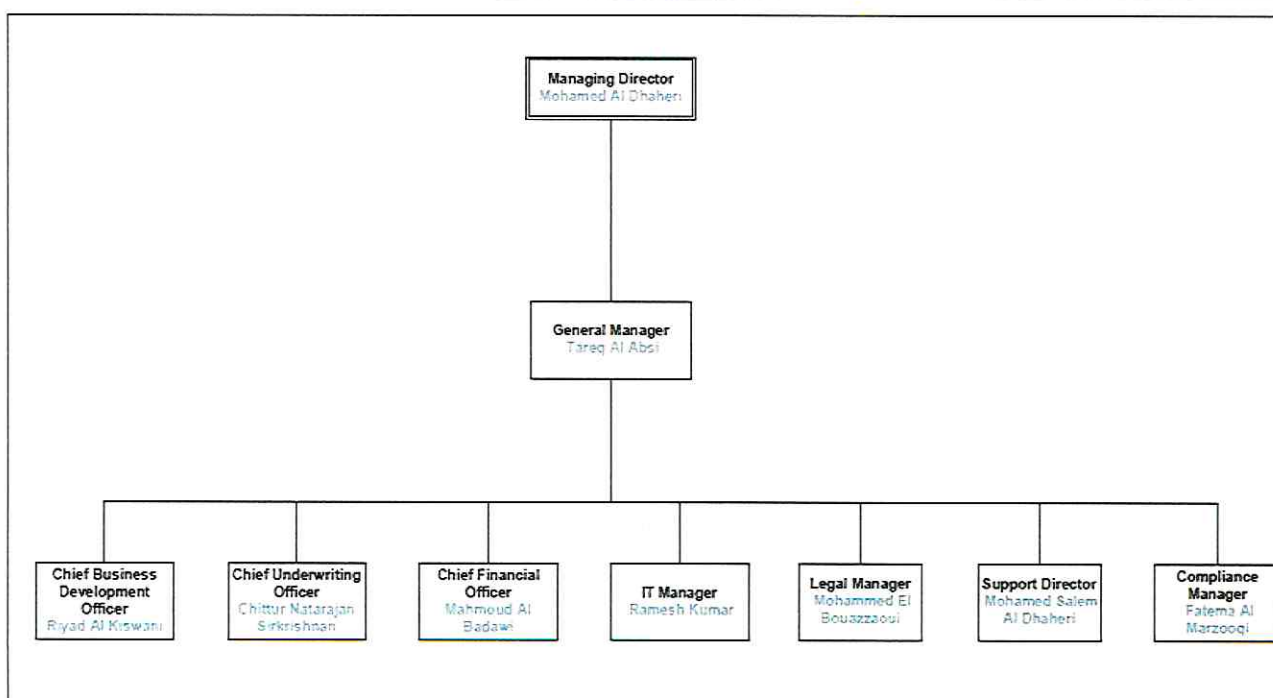 Managing Director
Mohamed Al Dhaheri
General Manager
Tareq Al Absi
Chief Business
Development
Officer
Riyad Al Kiswani
Chief Underwriting
Officer
Chittur Natarajan
Sirkrishnan
Chief Financial
Officer
Mahmoud Al
Badawi
IT Manager
Ramesh Kumar
Legal Manager
Mohammed El
Bouazzaoui
Support Director
Mohamed Salem
Al Dhaheri
Compliance
Manager
Fatema Al
Marzooqi